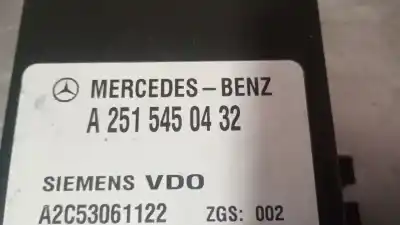 MERCEDES-BENZ
A 251 545 04 32
SIEMENS VDO
A2C53061122 ZGS: 002